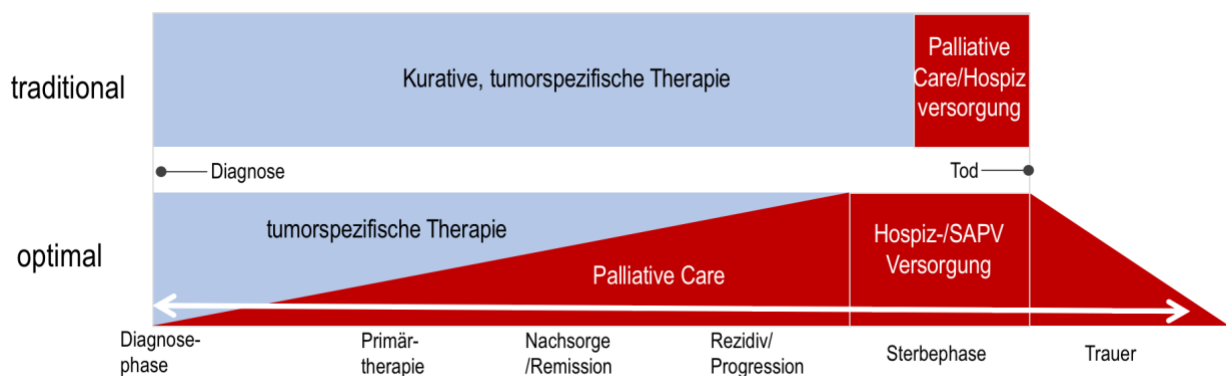 traditional
Kurative, tumorspezifische Therapie
Palliative
Care/Hospiz
versorgung
Diagnose
Tod
optimal
tumorspezifische Therapie
Palliative Care
Hospiz-/SAPV
Versorgung
Diagnose-
phase
Primär-
therapie
Nachsorge
/Remission
Rezidiv/
Progression
Sterbephase
Trauer